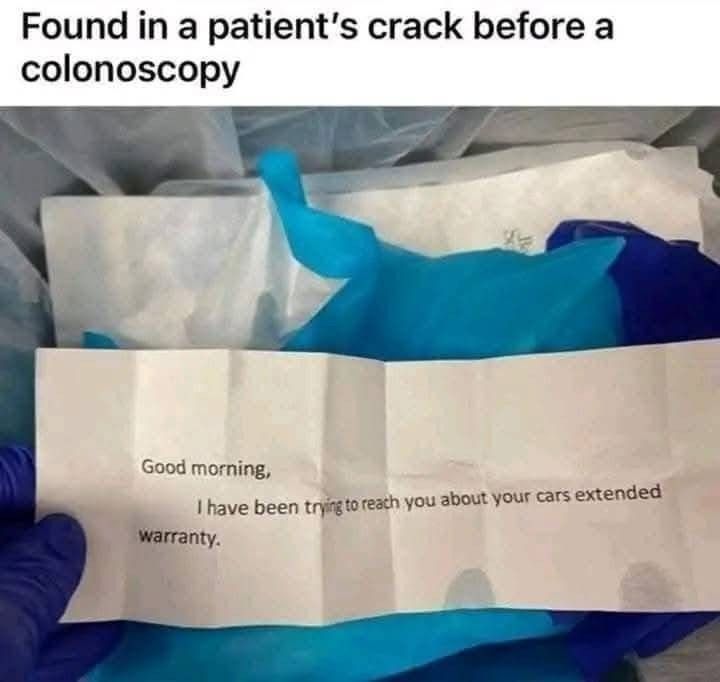 Found in a patient's crack before a
colonoscopy
Good morning,
I have been trying to reach you about your cars extended
warranty.